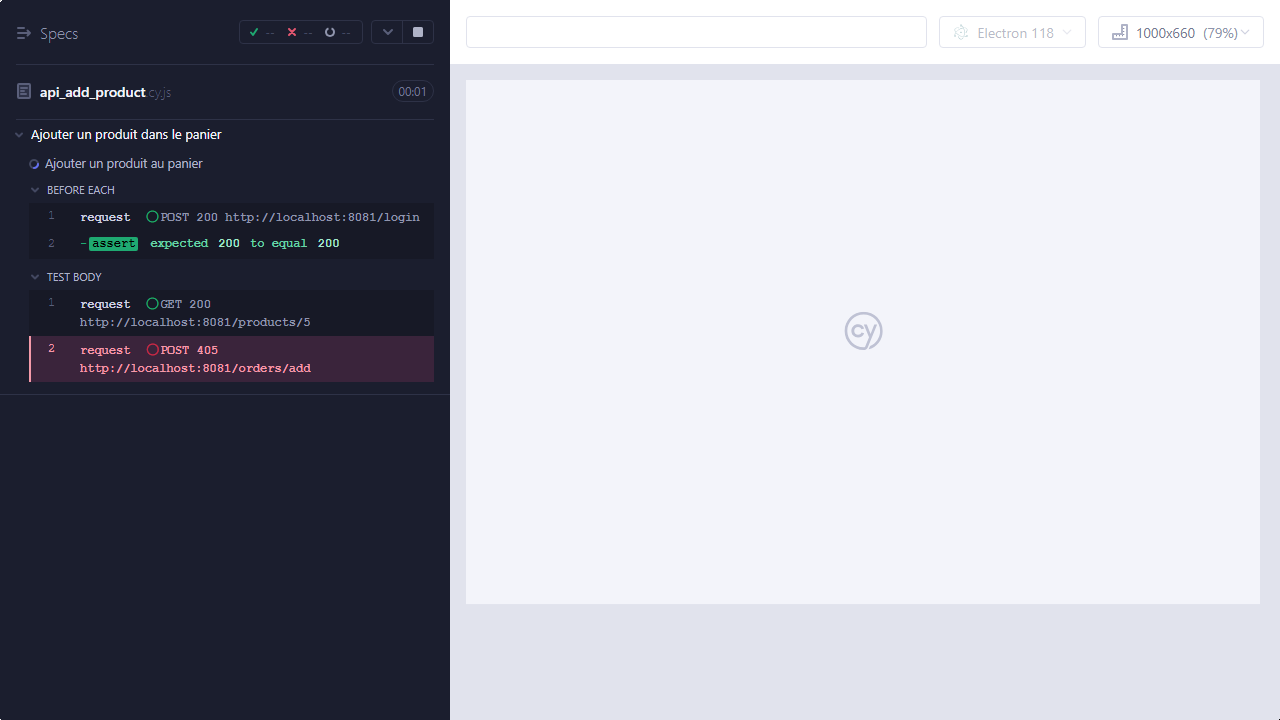 Specs
-- -- --
api_add_product.cy.js
00:01
Ajouter un produit dans le panier
Ajouter un produit au panier
BEFORE EACH
1 request POST 200 http://localhost:8081/login
2 -assert expected 200 to equal 200
TEST BODY
1 request GET 200
http://localhost:8081/products/5
2 request POST 405
http://localhost:8081/orders/add
Electron 118
1000x660 (79%)
cy